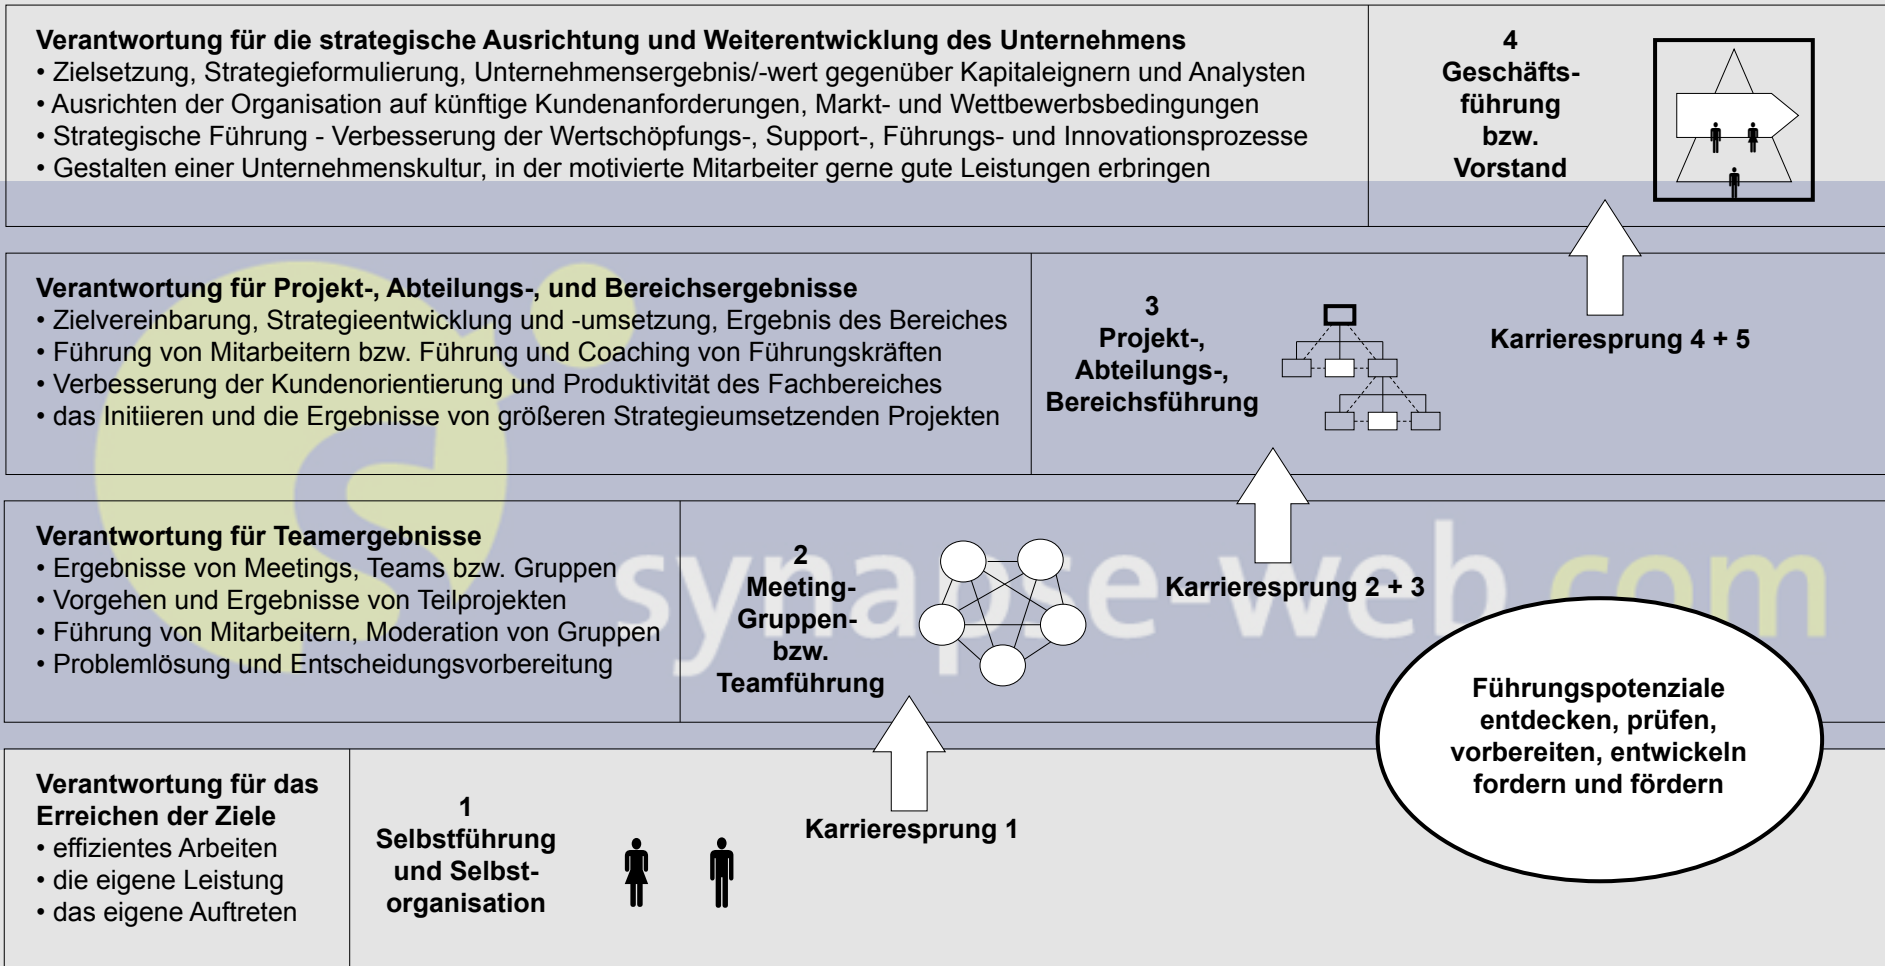 Verantwortung für die strategische Ausrichtung und Weiterentwicklung des Unternehmens
• Zielsetzung, Strategieformulierung, Unternehmensergebnis/-wert gegenüber Kapitaleignern und Analysten
• Ausrichten der Organisation auf künftige Kundenanforderungen, Markt- und Wettbewerbsbedingungen
• Strategische Führung - Verbesserung der Wertschöpfungs-, Support-, Führungs- und Innovationsprozesse
• Gestalten einer Unternehmenskultur, in der motivierte Mitarbeiter gerne gute Leistungen erbringen
4
Geschäfts-
führung
bzw.
Vorstand
Verantwortung für Projekt-, Abteilungs-, und Bereichsergebnisse
• Zielvereinbarung, Strategieentwicklung und -umsetzung, Ergebnis des Bereiches
• Führung von Mitarbeitern bzw. Führung und Coaching von Führungskräften
• Verbesserung der Kundenorientierung und Produktivität des Fachbereiches
• das Initiieren und die Ergebnisse von größeren Strategieumsetzenden Projekten
3
Projekt-,
Abteilungs-,
Bereichsführung
Karrieresprung 4 + 5
Verantwortung für Teamergebnisse
• Ergebnisse von Meetings, Teams bzw. Gruppen
• Vorgehen und Ergebnisse von Teilprojekten
• Führung von Mitarbeitern, Moderation von Gruppen
• Problemlösung und Entscheidungsvorbereitung
2
Meeting-
Gruppen-
bzw.
Teamführung
Karrieresprung 2 + 3
synapse-web.com
Führungspotenziale
entdecken, prüfen,
vorbereiten, entwickeln
fordern und fördern
Verantwortung für das
Erreichen der Ziele
• effizientes Arbeiten
• die eigene Leistung
• das eigene Auftreten
1
Selbstführung
und Selbst-
organisation
Karrieresprung 1